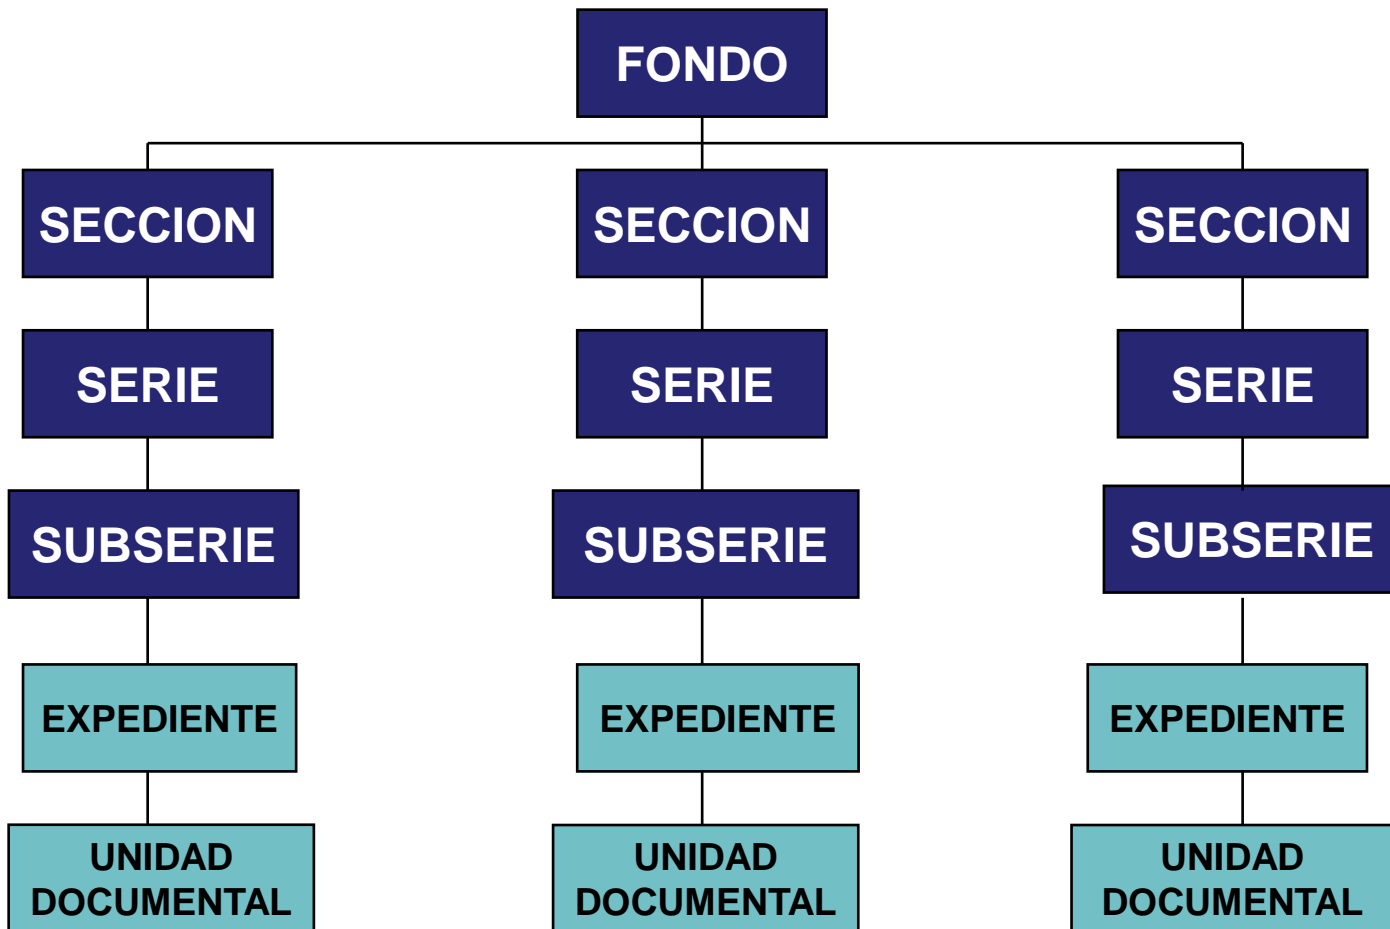 FONDO
SECCION
SECCION
SECCION
SERIE
SERIE
SERIE
SUBSERIE
SUBSERIE
SUBSERIE
EXPEDIENTE
EXPEDIENTE
EXPEDIENTE
UNIDAD
DOCUMENTAL
UNIDAD
DOCUMENTAL
UNIDAD
DOCUMENTAL